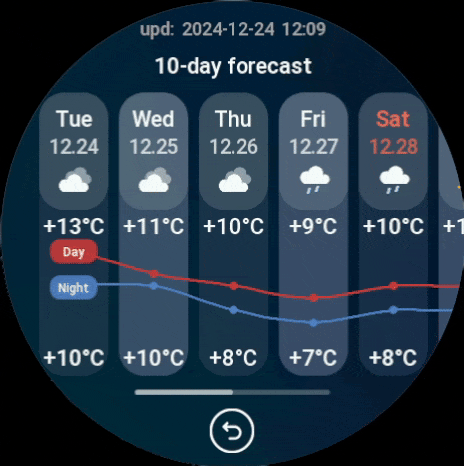 upd: 2024-12-24 12:09
10-day forecast
Tue Wed Thu Fri Sat
12.24 12.25 12.26 12.27 12.28
+13°C +11°C +10°C +9°C +10°C
Day
Night
+10°C +10°C +8°C +7°C +8°C